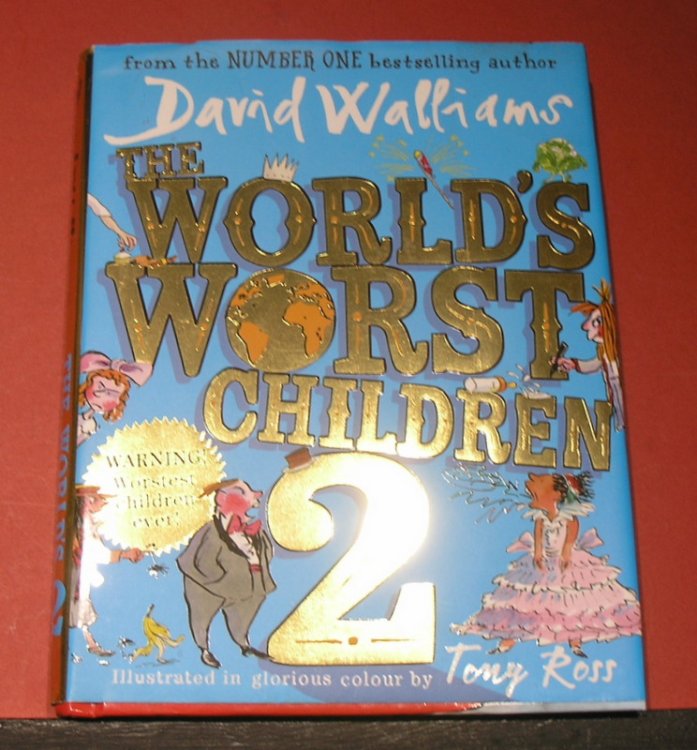 from the NUMBER ONE bestselling author
David Walliams
THE
WORLD'S
WORST
CHILDREN
2
WARNING!
Worstest
children
ever!
Illustrated in glorious colour by Tony Ross